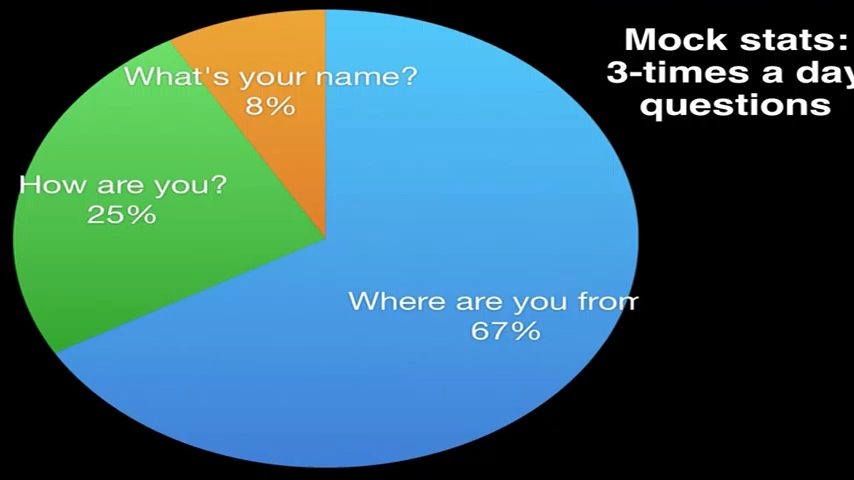 Mock stats:
3-times a day
questions
What's your name?
8%
How are you?
25%
Where are you from
67%